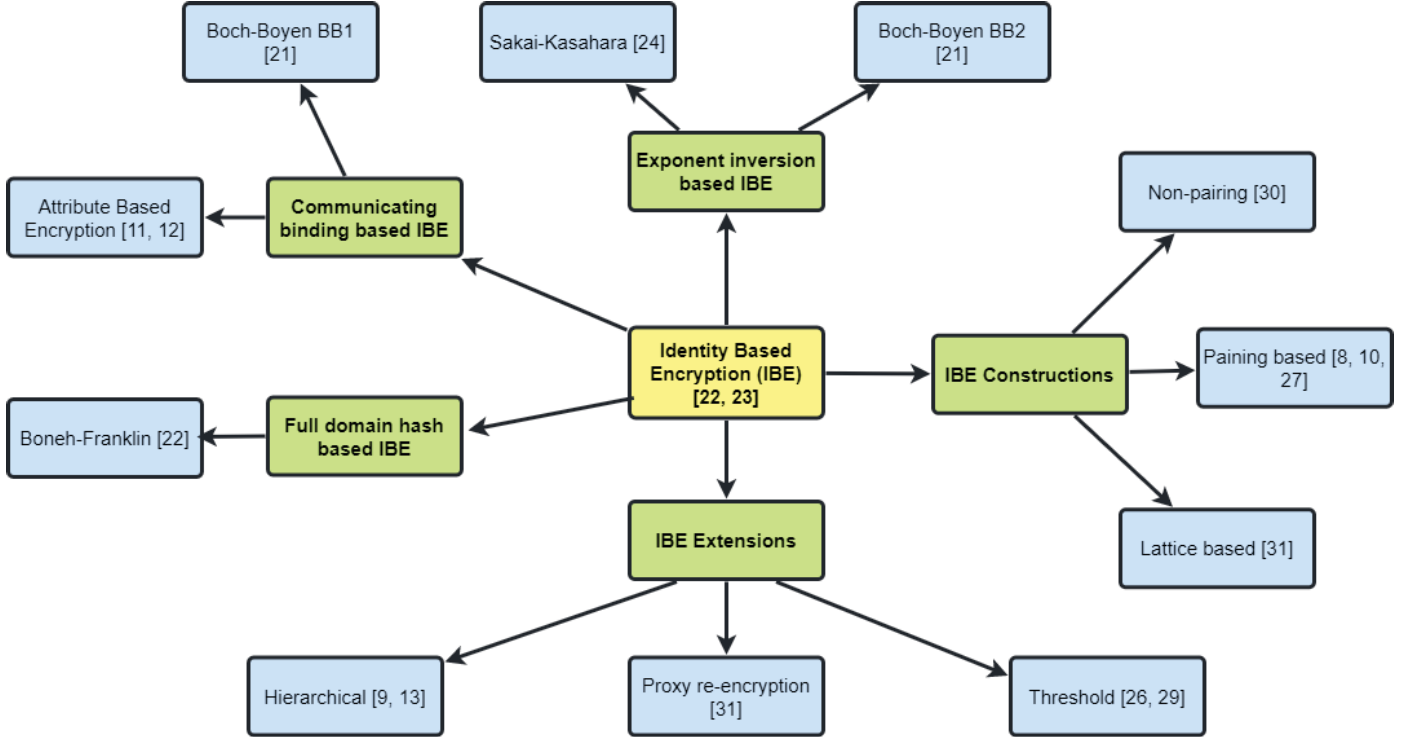 Boch-Boyen BB1
[21]
Sakai-Kasahara [24]
Boch-Boyen BB2
[21]
Exponent inversion
based IBE
Non-pairing [30]
Attribute Based
Encryption [11, 12]
Communicating
binding based IBE
Identity Based
Encryption (IBE)
[22, 23]
IBE Constructions
Paining based [8, 10,
27]
Boneh-Franklin [22]
Full domain hash
based IBE
IBE Extensions
Lattice based [31]
Hierarchical [9, 13]
Proxy re-encryption
[31]
Threshold [26, 29]